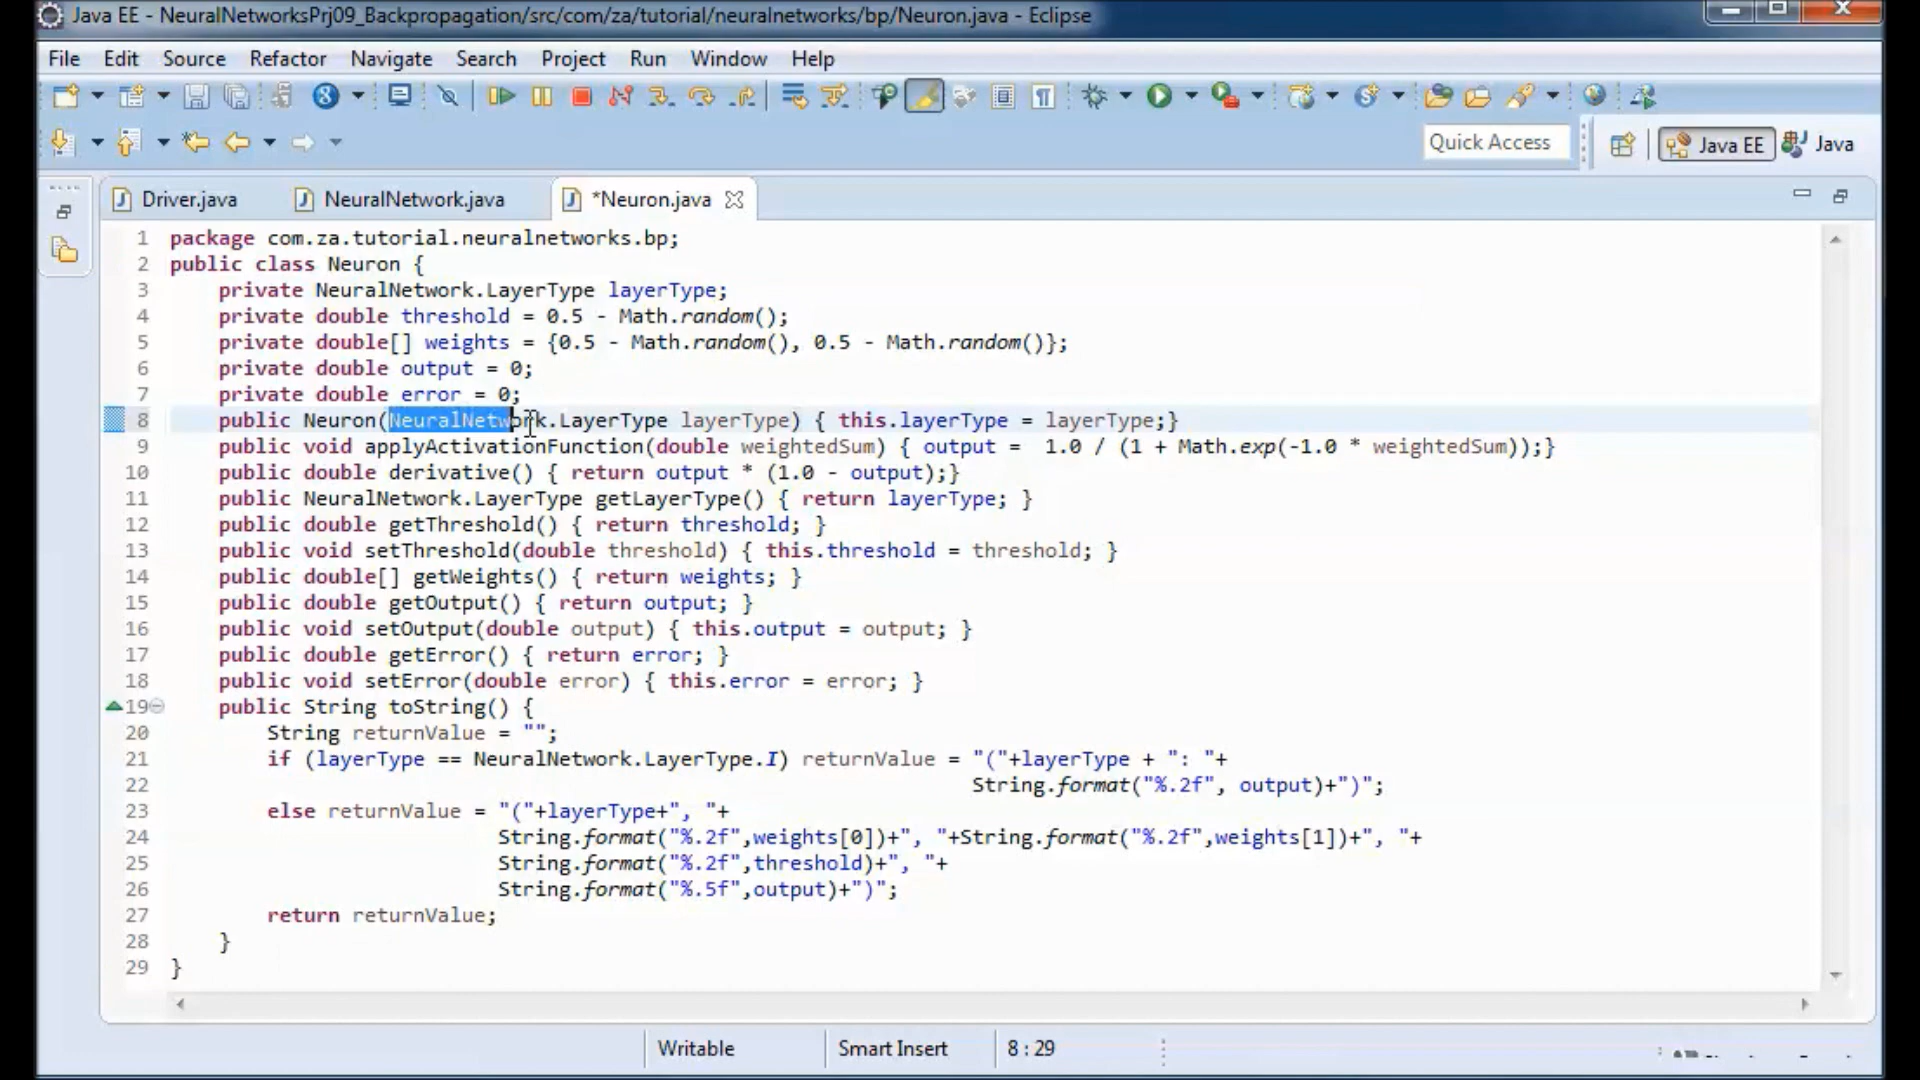 Java EE - NeuralNetworksPrj09_Backpropagation/src/com/za/tutorial/neuralnetworks/bp/Neuron.java - Eclipse
File Edit Source Refactor Navigate Search Project Run Window Help
Quick Access Java EE Java
Driver.java NeuralNetwork.java *Neuron.java
1 package com.za.tutorial.neuralnetworks.bp;
2 public class Neuron {
3     private NeuralNetwork.LayerType layerType;
4     private double threshold = 0.5 - Math.random();
5     private double[] weights = {0.5 - Math.random(), 0.5 - Math.random()};
6     private double output = 0;
7     private double error = 0;
8     public Neuron(NeuralNetwork.LayerType layerType) { this.layerType = layerType;}
9     public void applyActivationFunction(double weightedSum) { output =  1.0 / (1 + Math.exp(-1.0 * weightedSum));}
10     public double derivative() { return output * (1.0 - output);}
11     public NeuralNetwork.LayerType getLayerType() { return layerType; }
12     public double getThreshold() { return threshold; }
13     public void setThreshold(double threshold) { this.threshold = threshold; }
14     public double[] getWeights() { return weights; }
15     public double getOutput() { return output; }
16     public void setOutput(double output) { this.output = output; }
17     public double getError() { return error; }
18     public void setError(double error) { this.error = error; }
19     public String toString() {
20         String returnValue = "";
21         if (layerType == NeuralNetwork.LayerType.I) returnValue = "("+layerType + ": "+
22                                                                   String.format("%.2f", output)+")";
23         else returnValue = "("+layerType+", "+
24                            String.format("%.2f",weights[0])+", "+String.format("%.2f",weights[1])+", "+
25                            String.format("%.2f",threshold)+", "+
26                            String.format("%.5f",output)+")";
27         return returnValue;
28     }
29 }
Writable Smart Insert 8 : 29